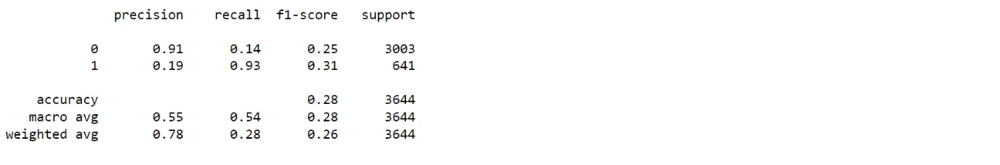 precision recall f1-score support
0 0.91 0.14 0.25 3003
1 0.19 0.93 0.31 641
accuracy 0.28 3644
macro avg 0.55 0.54 0.28 3644
weighted avg 0.78 0.28 0.26 3644